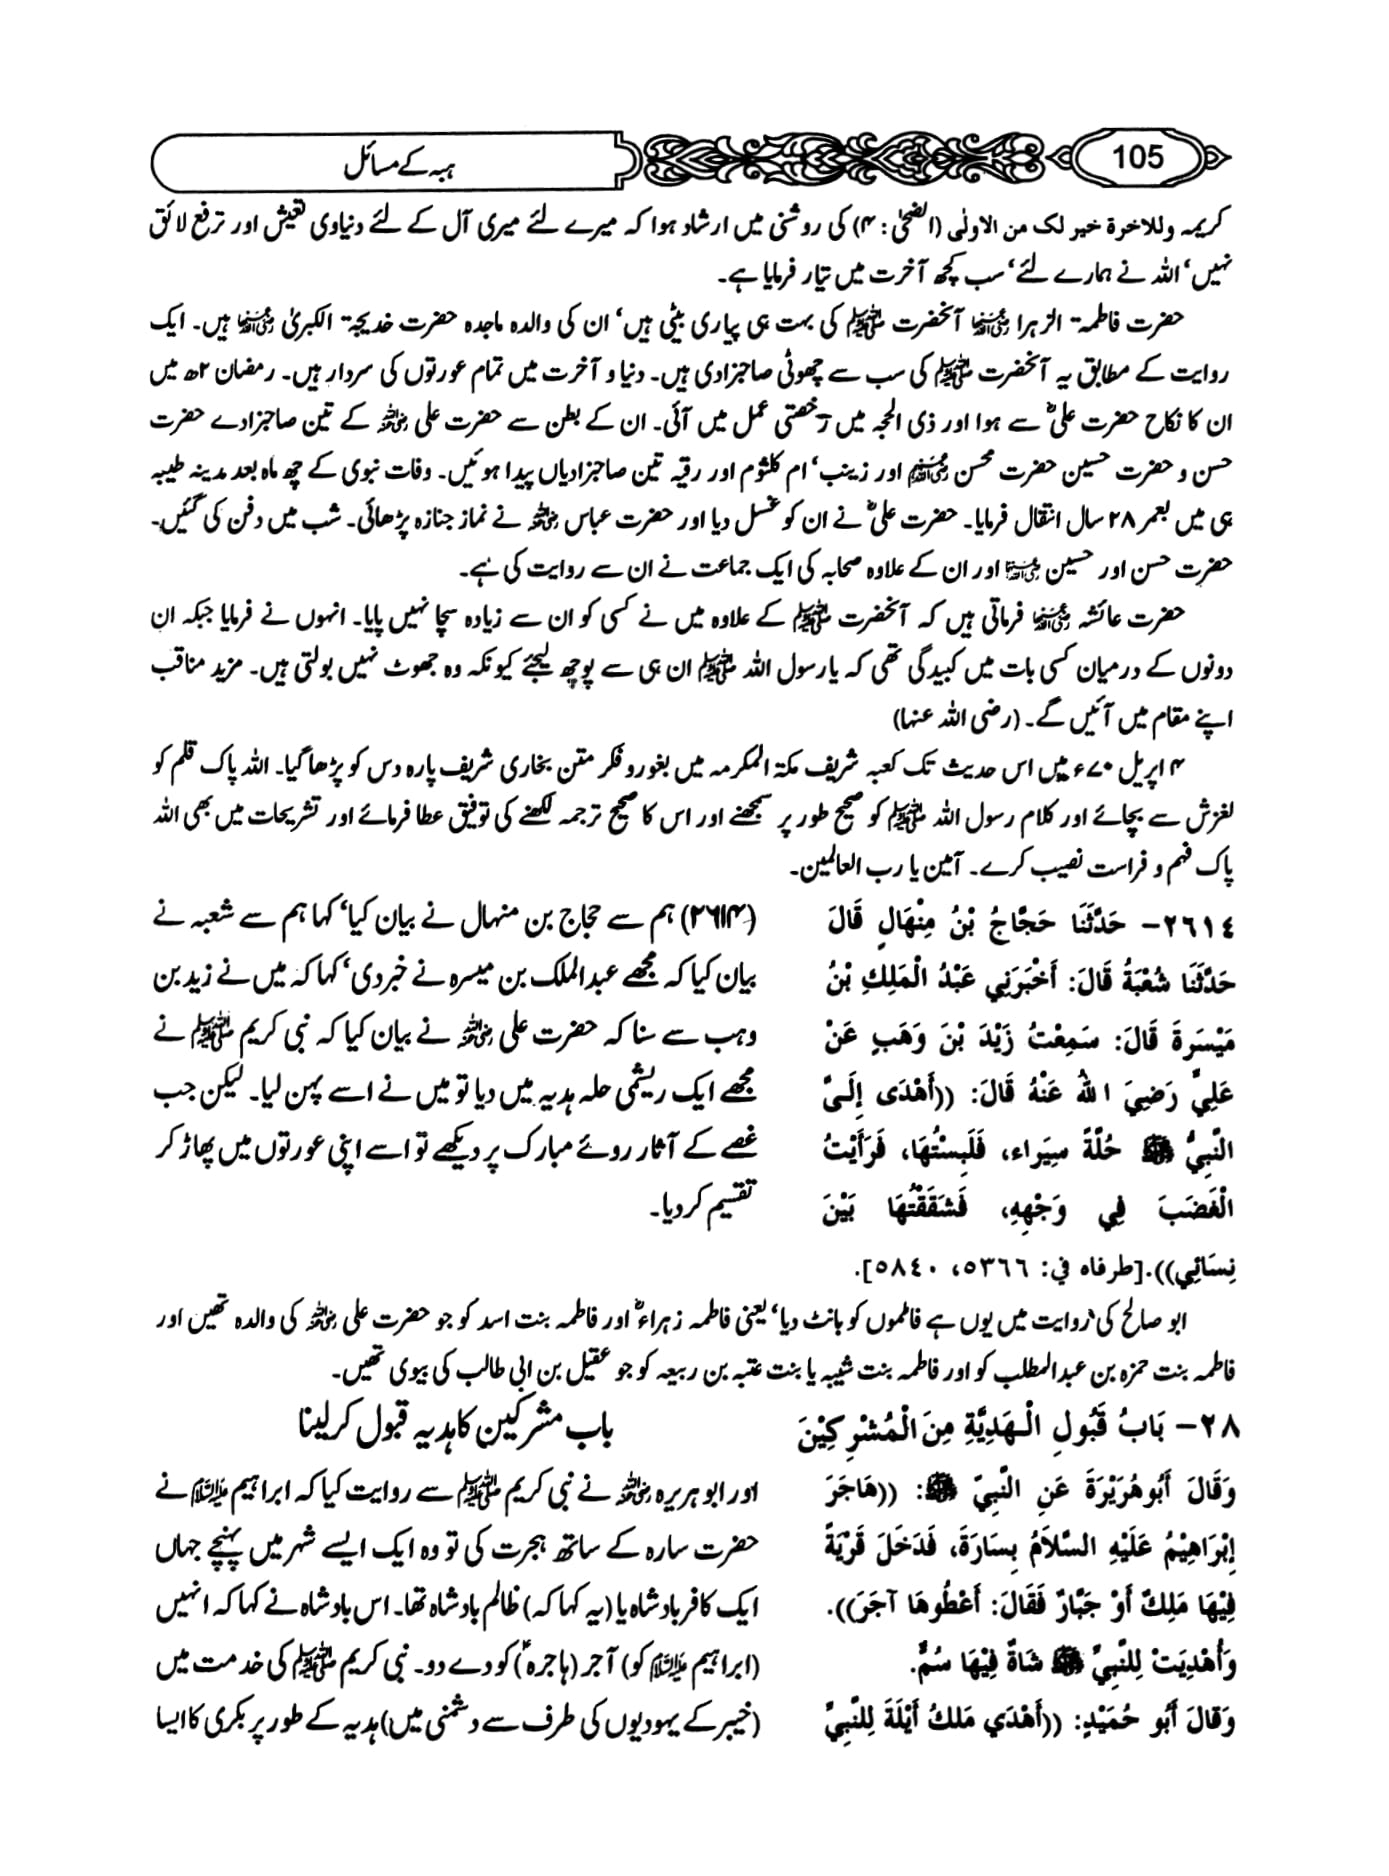 105
ہبہ کے مسائل
کریمہ وللاخرة خیر لک من الاولٰی (الضحٰی : ۴) کی روشنی میں ارشاد ہوا کہ میرے لئے میری آل کے لئے دنیاوی تعیش اور ترفع لائق
نہیں‘ اللہ نے ہمارے لئے‘ سب کچھ آخرت میں تیار فرمایا ہے۔
حضرت فاطمۃ الزہرا رضی اللہ عنہا آنحضرت ﷺ کی بہت ہی پیاری بیٹی ہیں‘ ان کی والدہ ماجدہ حضرت خدیجۃ الکبریٰ رضی اللہ عنہا ہیں۔ ایک
روایت کے مطابق یہ آنحضرت ﷺ کی سب سے چھوٹی صاحبزادی ہیں۔ دنیا و آخرت میں تمام عورتوں کی سردار ہیں۔ رمضان ۲ھ میں
ان کا نکاح حضرت علیؓ سے ہوا اور ذی الحجہ میں رخصتی عمل میں آئی۔ ان کے بطن سے حضرت علی رضی اللہ عنہ کے تین صاحبزادے حضرت
حسن و حضرت حسین حضرت محسن رضی اللہ عنہم اور زینب‘ ام کلثوم اور رقیہ تین صاحبزادیاں پیدا ہوئیں۔ وفات نبوی کے چھ ماہ بعد مدینہ طیبہ
ہی میں بعمر ۲۸ سال انتقال فرمایا۔ حضرت علیؓ نے ان کو غسل دیا اور حضرت عباس رضی اللہ عنہ نے نماز جنازہ پڑھائی۔ شب میں دفن کی گئیں۔
حضرت حسن اور حسین رضی اللہ عنہما اور ان کے علاوہ صحابہ کی ایک جماعت نے ان سے روایت کی ہے۔
حضرت عائشہ رضی اللہ عنہا فرماتی ہیں کہ آنحضرت ﷺ کے علاوہ میں نے کسی کو ان سے زیادہ سچا نہیں پایا۔ انہوں نے فرمایا جبکہ ان
دونوں کے درمیان کسی بات میں کبیدگی تھی کہ یا رسول اللہ ﷺ ان ہی سے پوچھ لیجئے کیونکہ وہ جھوٹ نہیں بولتی ہیں۔ مزید مناقب
اپنے مقام میں آئیں گے۔ (رضی اللہ عنہا)
۴ اپریل ۷۰ء میں اس حدیث تک کعبہ شریف مکۃ المکرمہ میں بغور و فکر متن بخاری شریف پارہ دس کو پڑھا گیا۔ اللہ پاک قلم کو
لغزش سے بچائے اور کلام رسول اللہ ﷺ کو صحیح طور پر سمجھنے اور اس کا صحیح ترجمہ لکھنے کی توفیق عطا فرمائے اور تشریحات میں بھی اللہ
پاک فہم و فراست نصیب کرے۔ آمین یا رب العالمین۔
٢٦١٤- حَدَّثَنَا حَجَّاجُ بْنُ مِنْهَالٍ قَالَ
حَدَّثَنَا شُعْبَةُ قَالَ: أَخْبَرَنِي عَبْدُ الْمَلِكِ بْنُ
مَيْسَرَةَ قَالَ: سَمِعْتُ زَيْدَ بْنَ وَهَبٍ عَنْ
عَلِيٍّ رَضِيَ اللهُ عَنْهُ قَالَ: ((أَهْدَى إِلَيَّ
النَّبِيُّ ﷺ حُلَّةً سِيَرَاء، فَلَبِسْتُهَا، فَرَأَيْتُ
الْغَضَبَ فِي وَجْهِهِ، فَشَقَقْتُهَا بَيْنَ
نِسَائِي)).[طرفاه في: ٥٣٦٦، ٥٨٤٠].
(۲۶۱۴) ہم سے حجاج بن منہال نے بیان کیا‘ کہا ہم سے شعبہ نے
بیان کیا کہ مجھے عبدالملک بن میسرہ نے خبر دی‘ کہا کہ میں نے زید بن
وہب سے سنا کہ حضرت علی رضی اللہ عنہ نے بیان کیا کہ نبی کریم ﷺ نے
مجھے ایک ریشمی حلہ ہدیہ میں دیا تو میں نے اسے پہن لیا۔ لیکن جب
غصے کے آثار روئے مبارک پر دیکھے تو اسے اپنی عورتوں میں پھاڑ کر
تقسیم کر دیا۔
ابو صالح کی روایت میں یوں ہے فاطموں کو بانٹ دیا‘ یعنی فاطمہ زہراءؓ اور فاطمہ بنت اسد کو جو حضرت علی رضی اللہ عنہ کی والدہ تھیں اور
فاطمہ بنت حمزہ بن عبدالمطلب کو اور فاطمہ بنت شیبہ یا بنت عتبہ بن ربیعہ کو جو عقیل بن ابی طالب کی بیوی تھیں۔
٢٨- بَابُ قَبُولِ الْهَدِيَّةِ مِنَ الْمُشْرِكِيْنَ
وَقَالَ أَبُوهُرَيْرَةَ عَنِ النَّبِيِّ ﷺ: ((هَاجَرَ
إِبْرَاهِيْمُ عَلَيْهِ السَّلاَمُ بِسَارَةَ، فَدَخَلَ قَرْيَةً
فِيْهَا مَلِكٌ أَوْ جَبَّارٌ فَقَالَ: أَعْطُوهَا آجَرَ)).
وَأُهْدِيَتْ لِلنَّبِيِّ ﷺ شَاةٌ فِيْهَا سُمٌّ.
وَقَالَ أَبُو حُمَيْدٍ: ((أَهْدَي مَلكُ أَيْلَةَ لِلنَّبِيِّ
باب مشرکین کا ہدیہ قبول کرلینا
اور ابو ہریرہ رضی اللہ عنہ نے نبی کریم ﷺ سے روایت کیا کہ ابراہیم علیہ السلام نے
حضرت سارہ کے ساتھ ہجرت کی تو وہ ایک ایسے شہر میں پہنچے جہاں
ایک کافر بادشاہ یا (یہ کہا کہ) ظالم بادشاہ تھا۔ اس بادشاہ نے کہا کہ انہیں
(ابراہیم علیہ السلام کو) آجر (ہاجرہؑ) کو دے دو۔ نبی کریم ﷺ کی خدمت میں
(خیبر کے یہودیوں کی طرف سے دشمنی میں) ہدیہ کے طور پر بکری کا ایسا